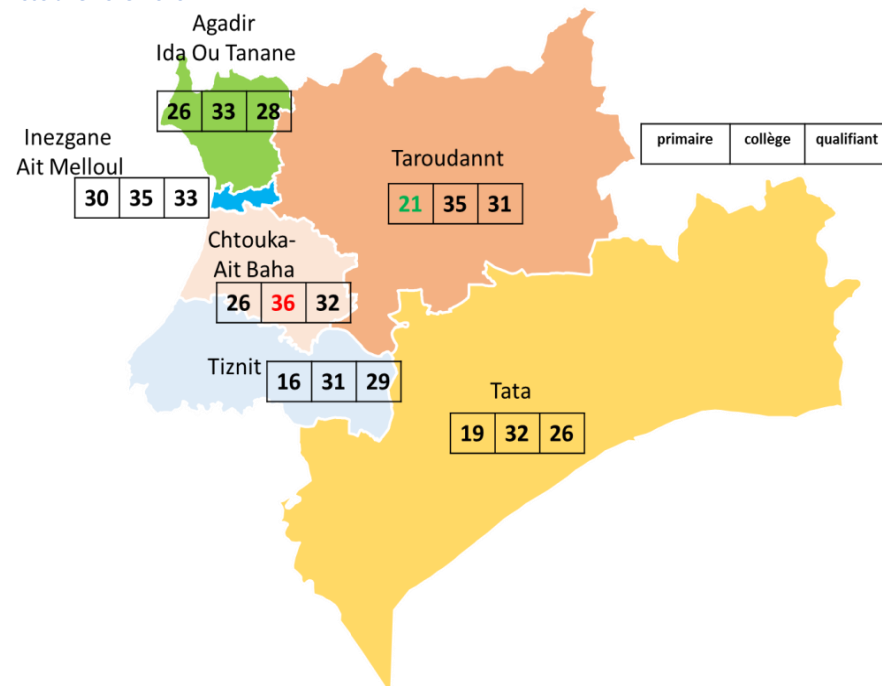 Agadir
Ida Ou Tanane
26 33 28
Inezgane
Ait Melloul
30 35 33
primaire collège qualifiant
Taroudannt
21 35 31
Chtouka-
Ait Baha
26 36 32
Tiznit
16 31 29
Tata
19 32 26